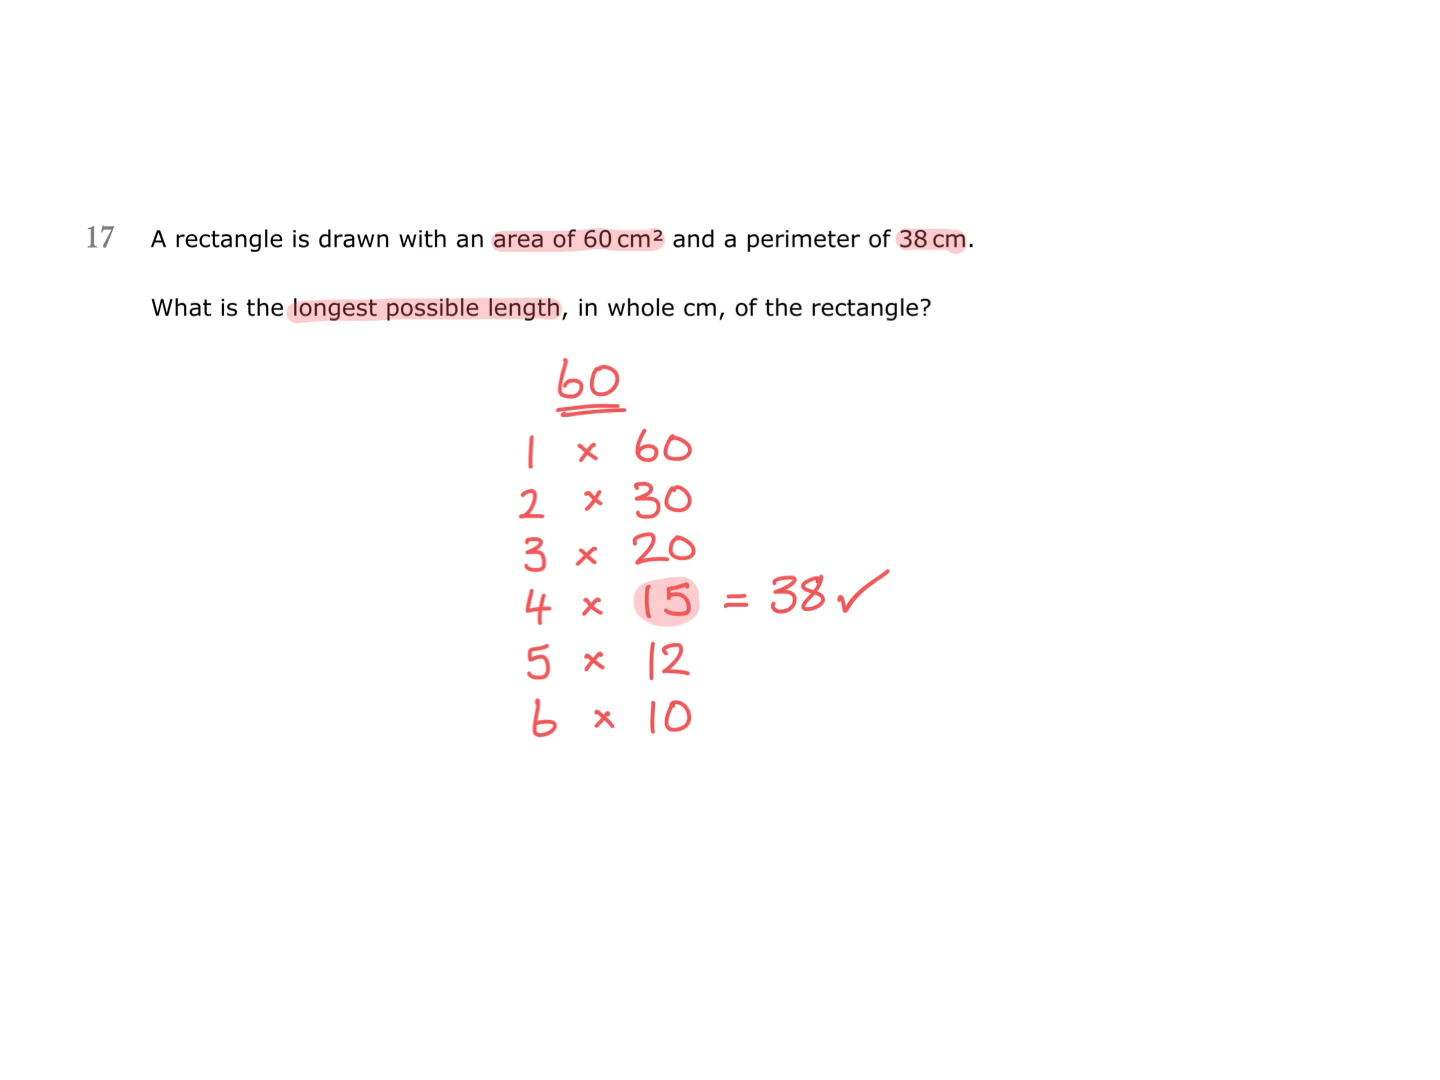 17 A rectangle is drawn with an area of 60 cm² and a perimeter of 38 cm.
What is the longest possible length, in whole cm, of the rectangle?
60
1 × 60
2 × 30
3 × 20
4 × 15 = 38 ✓
5 × 12
6 × 10